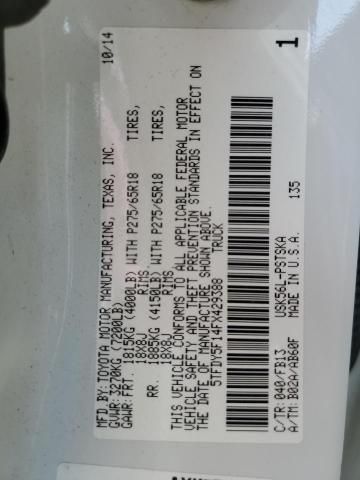 MFD.BY:TOYOTA MOTOR MANUFACTURING, TEXAS, INC. 10/14
GVWR:3270KG (7200LB)
GAWR:FRT. 1815KG (4000LB) WITH P275/65R18 TIRES,
18X8J RIMS,
RR. 1885KG (4150LB) WITH P275/65R18 TIRES,
18X8J RIMS,
THIS VEHICLE CONFORMS TO ALL APPLICABLE FEDERAL MOTOR
VEHICLE SAFETY AND THEFT PREVENTION STANDARDS IN EFFECT ON
THE DATE OF MANUFACTURE SHOWN ABOVE.
5TFDY5F14FX429388 TRUCK
1
C/TR:040/FB13 USK56L-PSTSKA
A/TM:B02A/AB60F MADE IN U.S.A. 135